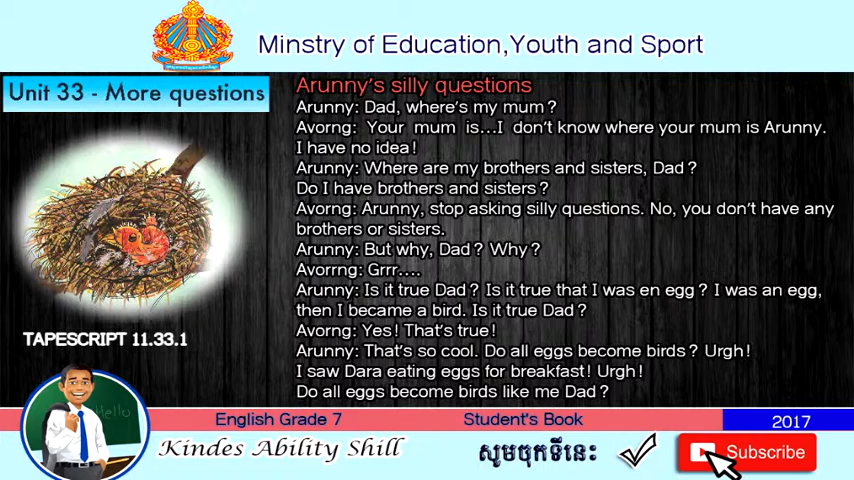 Minstry of Education,Youth and Sport
Unit 33 - More questions
Arunny's silly questions
Arunny: Dad, where's my mum?
Avorng: Your mum is...I don't know where your mum is Arunny.
I have no idea!
Arunny: Where are my brothers and sisters, Dad?
Do I have brothers and sisters?
Avorng: Arunny, stop asking silly questions. No, you don't have any
brothers or sisters.
Arunny: But why, Dad? Why?
Avorrng: Grrr....
Arunny: Is it true Dad? Is it true that I was en egg? I was an egg,
then I became a bird. Is it true Dad?
Avorng: Yes! That's true!
Arunny: That's so cool. Do all eggs become birds? Urgh!
I saw Dara eating eggs for breakfast! Urgh!
Do all eggs become birds like me Dad?
TAPESCRIPT 11.33.1
Hello
English Grade 7
Student's Book
2017
Kindes Ability Shill
សូមចុកទីនេះ
Subscribe